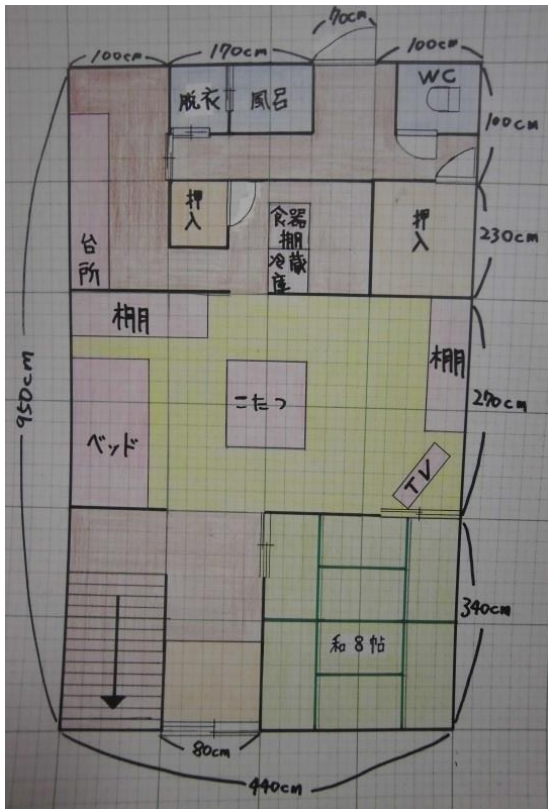 70cm
100cm
170cm
100cm
WC
脱衣
風呂
100cm
押入
食器棚
冷蔵庫
押入
230cm
台所
棚
棚
950cm
こたつ
270cm
ベッド
TV
340cm
和8帖
80cm
440cm